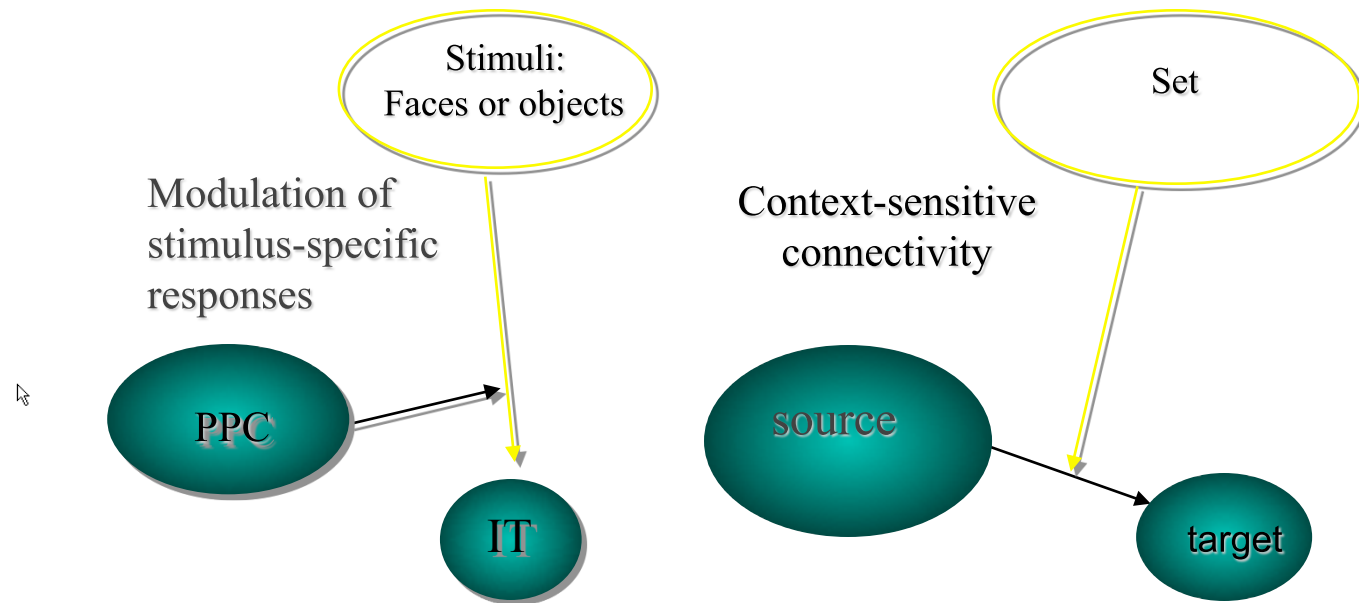 Stimuli:
Faces or objects
Modulation of
stimulus-specific
responses
PPC
IT
Set
Context-sensitive
connectivity
source
target